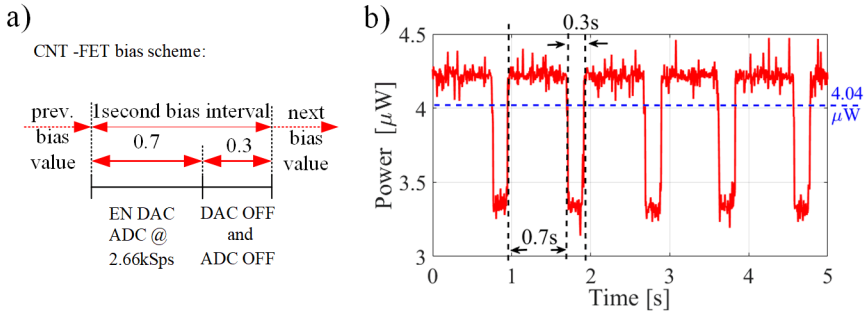 a)
CNT -FET bias scheme:
prev. 1second bias interval next
bias bias
value 0.7 0.3 value
EN DAC DAC OFF
ADC @ and
2.66kSps ADC OFF
b)
0.3s
4.5
4
3.5
3
Power [µW]
4.04
µW
0.7s
0 1 2 3 4 5
Time [s]